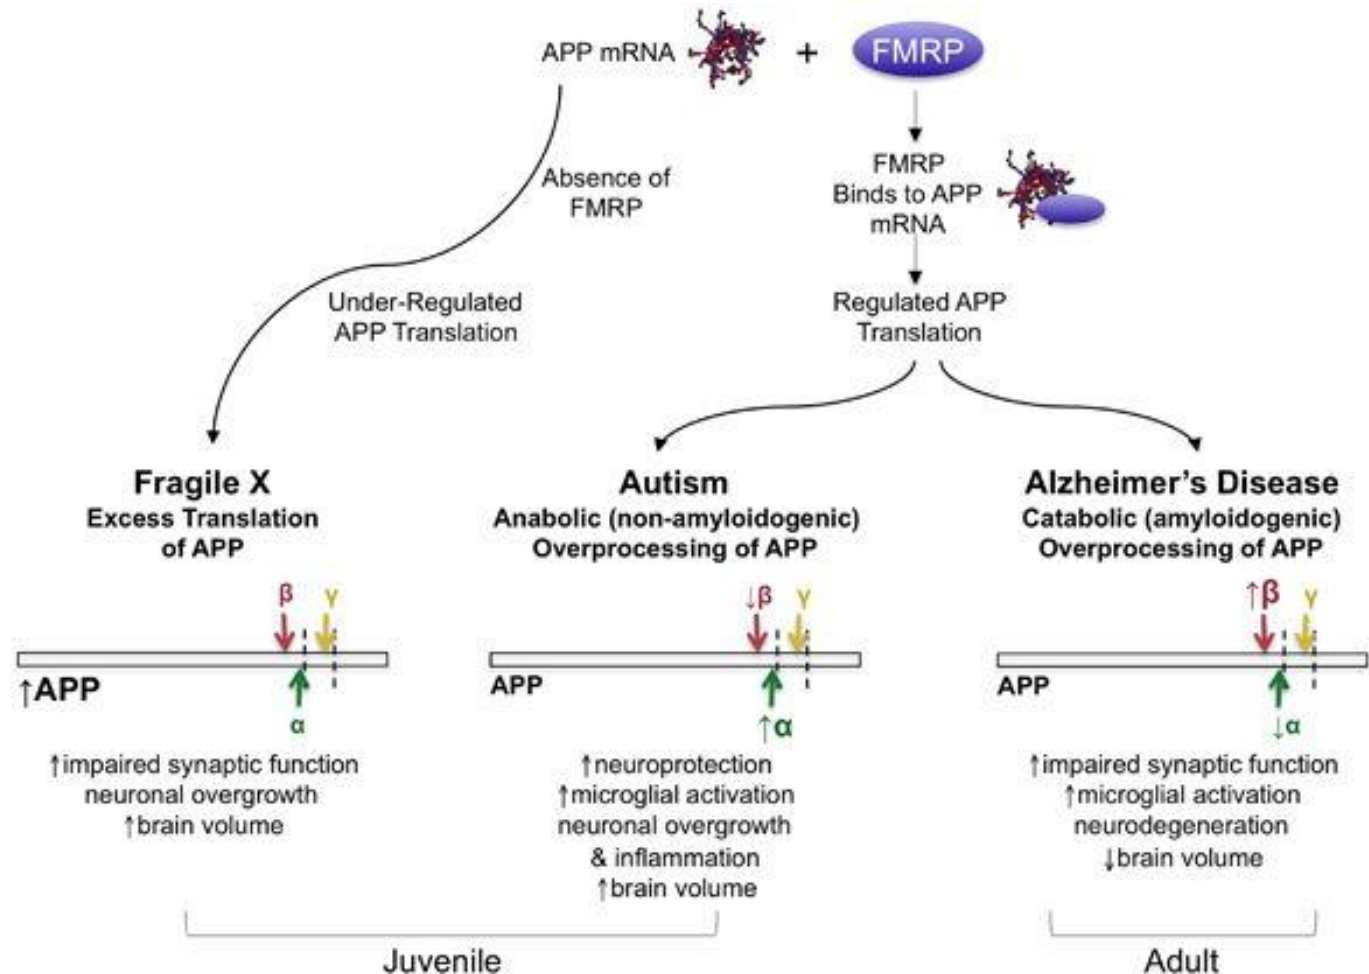 APP mRNA + FMRP
Absence of
FMRP
FMRP
Binds to APP
mRNA
Under-Regulated
APP Translation
Regulated APP
Translation
Fragile X
Excess Translation
of APP
β γ
↑APP
α
↑impaired synaptic function
neuronal overgrowth
↑brain volume
Autism
Anabolic (non-amyloidogenic)
Overprocessing of APP
↓β γ
APP
↑α
↑neuroprotection
↑microglial activation
neuronal overgrowth
& inflammation
↑brain volume
Alzheimer's Disease
Catabolic (amyloidogenic)
Overprocessing of APP
↑β γ
APP
↓α
↑impaired synaptic function
↑microglial activation
neurodegeneration
↓brain volume
Juvenile
Adult